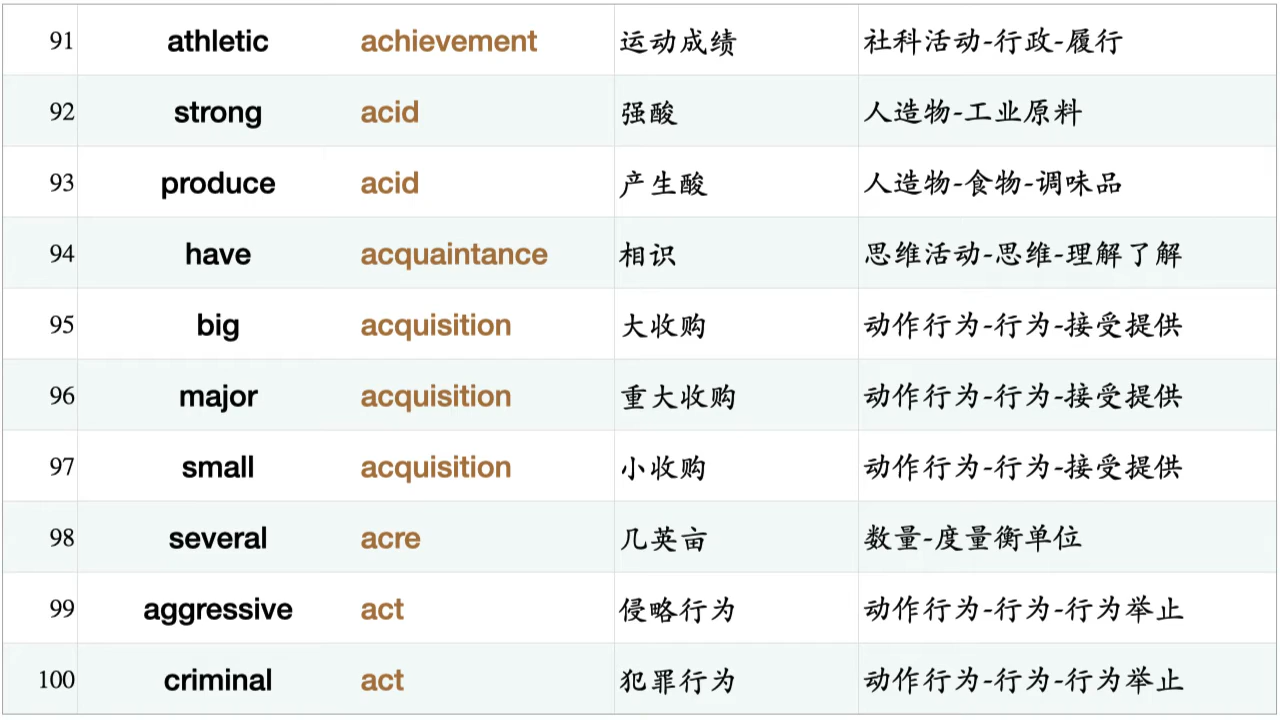 91 athletic achievement 运动成绩 社科活动-行政-履行
92 strong acid 强酸 人造物-工业原料
93 produce acid 产生酸 人造物-食物-调味品
94 have acquaintance 相识 思维活动-思维-理解了解
95 big acquisition 大收购 动作行为-行为-接受提供
96 major acquisition 重大收购 动作行为-行为-接受提供
97 small acquisition 小收购 动作行为-行为-接受提供
98 several acre 几英亩 数量-度量衡单位
99 aggressive act 侵略行为 动作行为-行为-行为举止
100 criminal act 犯罪行为 动作行为-行为-行为举止